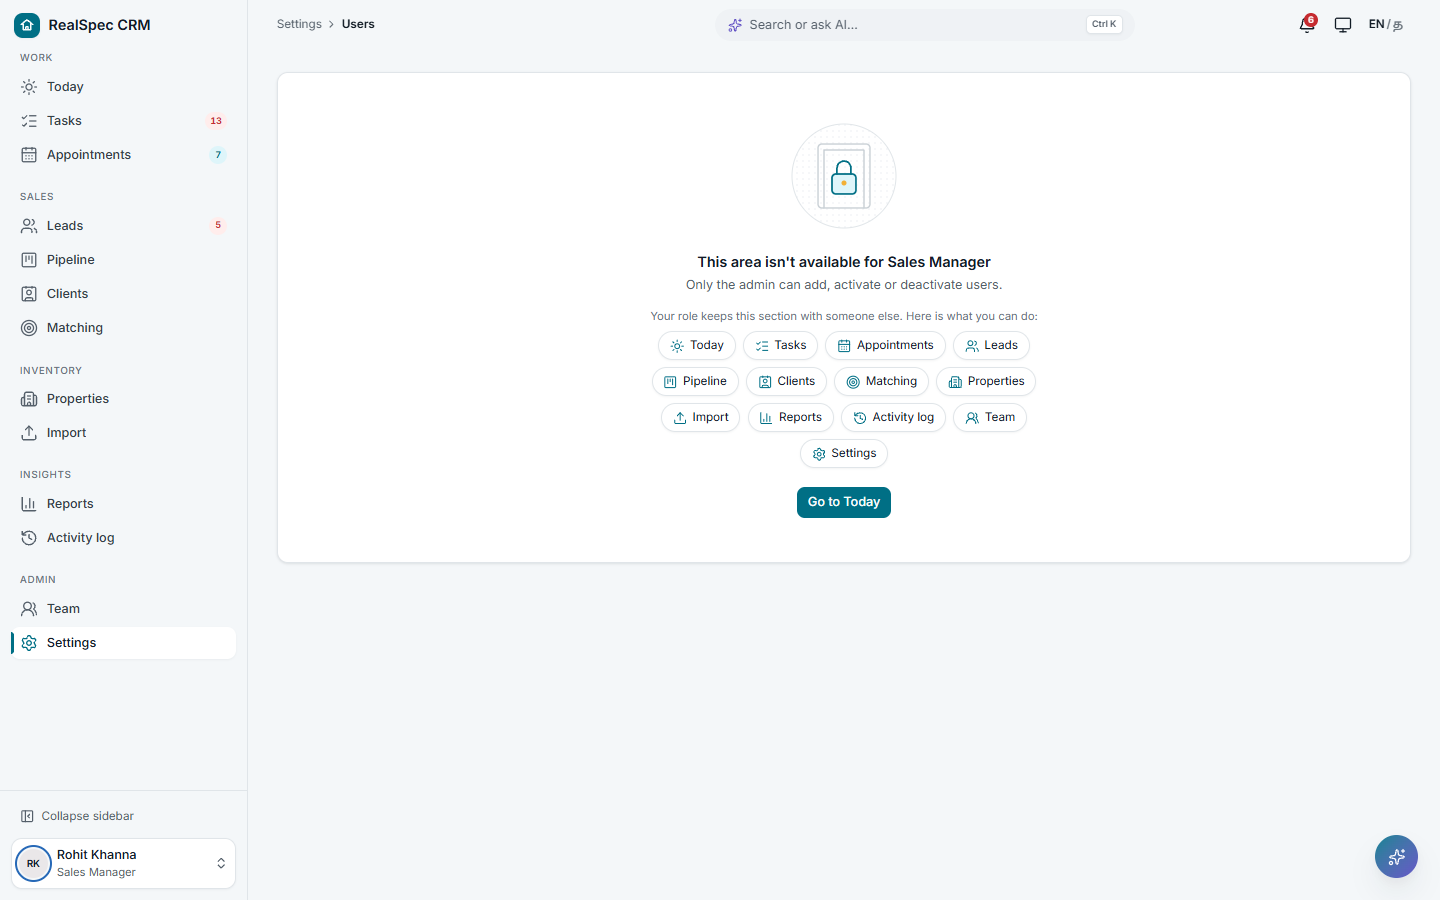 RealSpec CRM
WORK
Today
Tasks 13
Appointments 7
SALES
Leads 5
Pipeline
Clients
Matching
INVENTORY
Properties
Import
INSIGHTS
Reports
Activity log
ADMIN
Team
Settings
Collapse sidebar
RK
Rohit Khanna
Sales Manager
Settings > Users
Search or ask AI...
Ctrl K
6
EN / த
This area isn't available for Sales Manager
Only the admin can add, activate or deactivate users.
Your role keeps this section with someone else. Here is what you can do:
Today Tasks Appointments Leads
Pipeline Clients Matching Properties
Import Reports Activity log Team
Settings
Go to Today